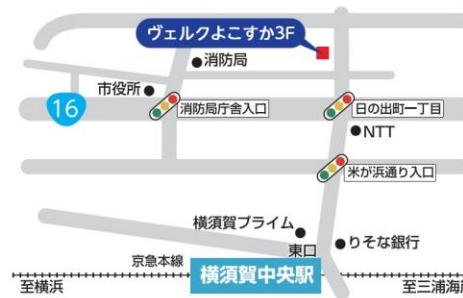 ヴェルクよこすか3F
消防局
市役所
16
消防局庁舎入口
日の出町一丁目
NTT
米が浜通り入口
横須賀プライム
東口
りそな銀行
京急本線
横須賀中央駅
至横浜
至三浦海岸